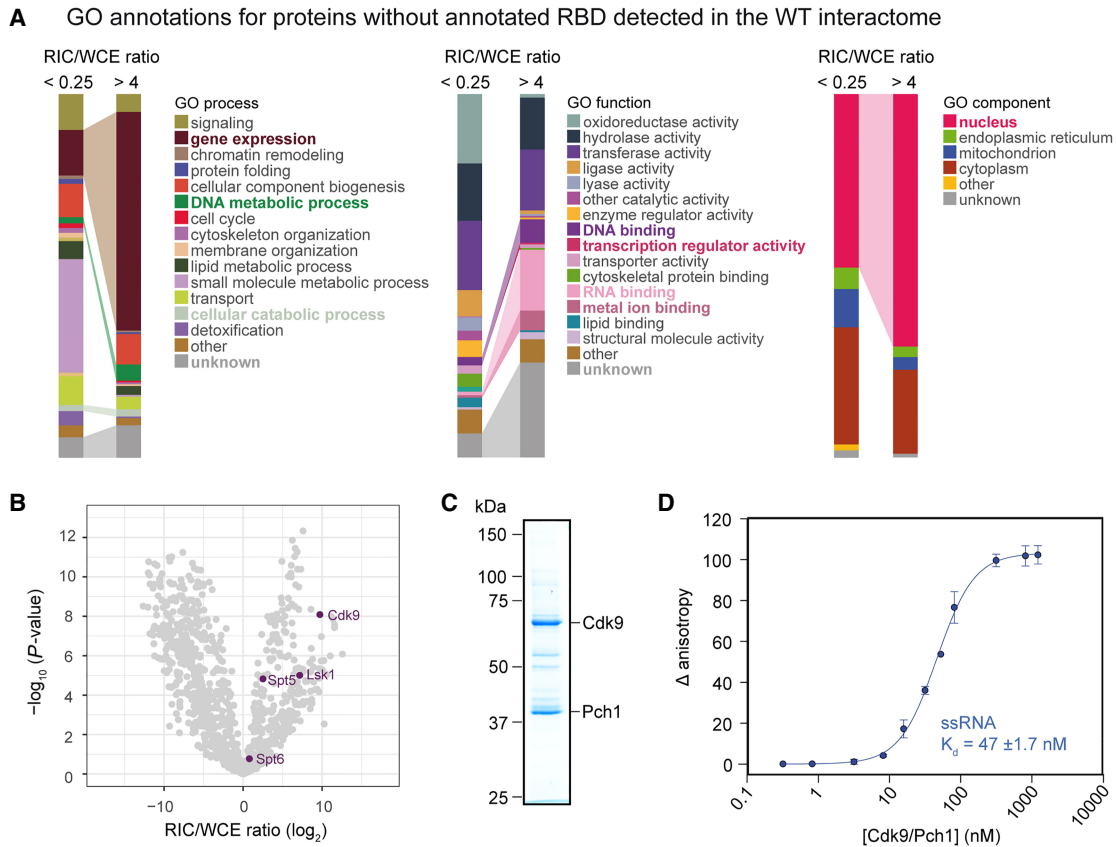 A GO annotations for proteins without annotated RBD detected in the WT interactome
RIC/WCE ratio
< 0.25 > 4
GO process
signaling
gene expression
chromatin remodeling
protein folding
cellular component biogenesis
DNA metabolic process
cell cycle
cytoskeleton organization
membrane organization
lipid metabolic process
small molecule metabolic process
transport
cellular catabolic process
detoxification
other
unknown
RIC/WCE ratio
< 0.25 > 4
GO function
oxidoreductase activity
hydrolase activity
transferase activity
ligase activity
lyase activity
other catalytic activity
enzyme regulator activity
DNA binding
transcription regulator activity
transporter activity
cytoskeletal protein binding
RNA binding
metal ion binding
lipid binding
structural molecule activity
other
unknown
RIC/WCE ratio
< 0.25 > 4
GO component
nucleus
endoplasmic reticulum
mitochondrion
cytoplasm
other
unknown
B
−log10 (P-value)
12
10
8
6
4
2
0
Cdk9
Spt5
Lsk1
Spt6
−10 0 10
RIC/WCE ratio (log2)
C
kDa
150
100
75
50
37
25
Cdk9
Pch1
D
Δ anisotropy
120
100
80
60
40
20
0
ssRNA
Kd = 47 ±1.7 nM
0.1 1 10 100 1000 10000
[Cdk9/Pch1] (nM)